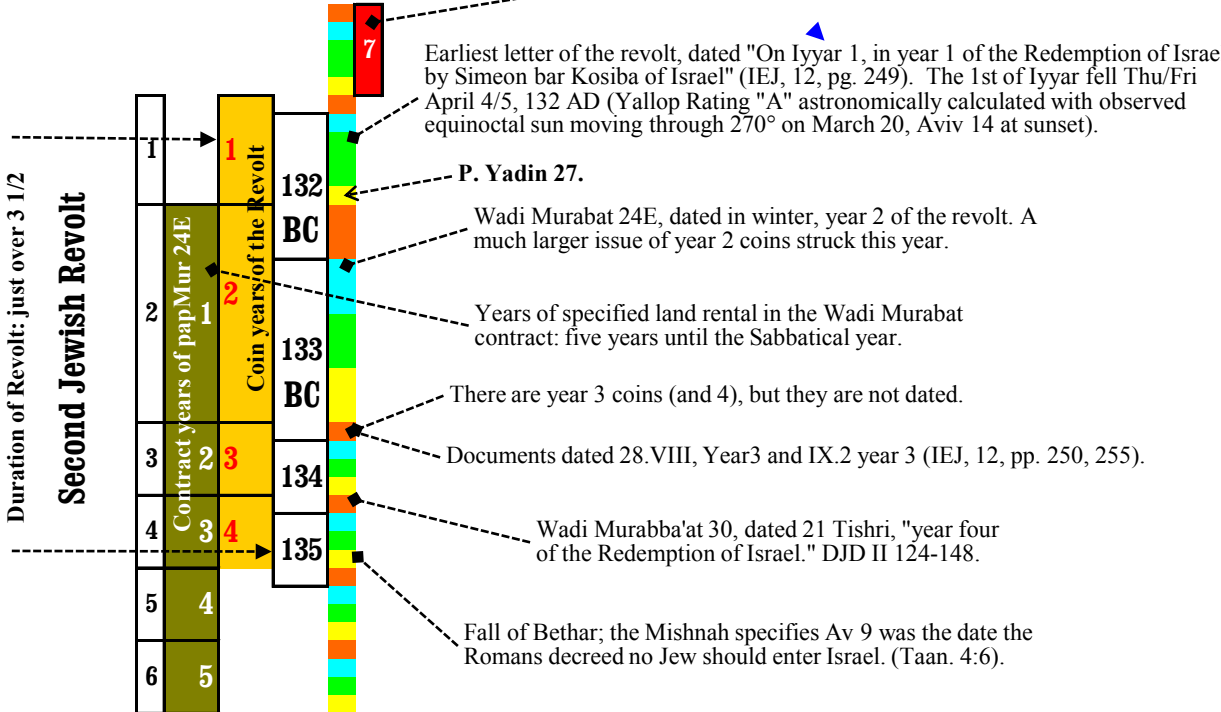 7
Earliest letter of the revolt, dated "On Iyyar 1, in year 1 of the Redemption of Israe
by Simeon bar Kosiba of Israel" (IEJ, 12, pg. 249). The 1st of Iyyar fell Thu/Fri
April 4/5, 132 AD (Yallop Rating "A" astronomically calculated with observed
equinoctal sun moving through 270° on March 20, Aviv 14 at sunset).
P. Yadin 27.
Wadi Murabat 24E, dated in winter, year 2 of the revolt. A
much larger issue of year 2 coins struck this year.
Years of specified land rental in the Wadi Murabat
contract: five years until the Sabbatical year.
There are year 3 coins (and 4), but they are not dated.
Documents dated 28.VIII, Year3 and IX.2 year 3 (IEJ, 12, pp. 250, 255).
Wadi Murabba'at 30, dated 21 Tishri, "year four
of the Redemption of Israel." DJD II 124-148.
Fall of Bethar; the Mishnah specifies Av 9 was the date the
Romans decreed no Jew should enter Israel. (Taan. 4:6).
Duration of Revolt: just over 3 1/2
Second Jewish Revolt
1
2
3
4
5
6
Contract years of papMur 24E
1
2
3
4
5
Coin years of the Revolt
1
2
3
4
132
BC
133
BC
134
135